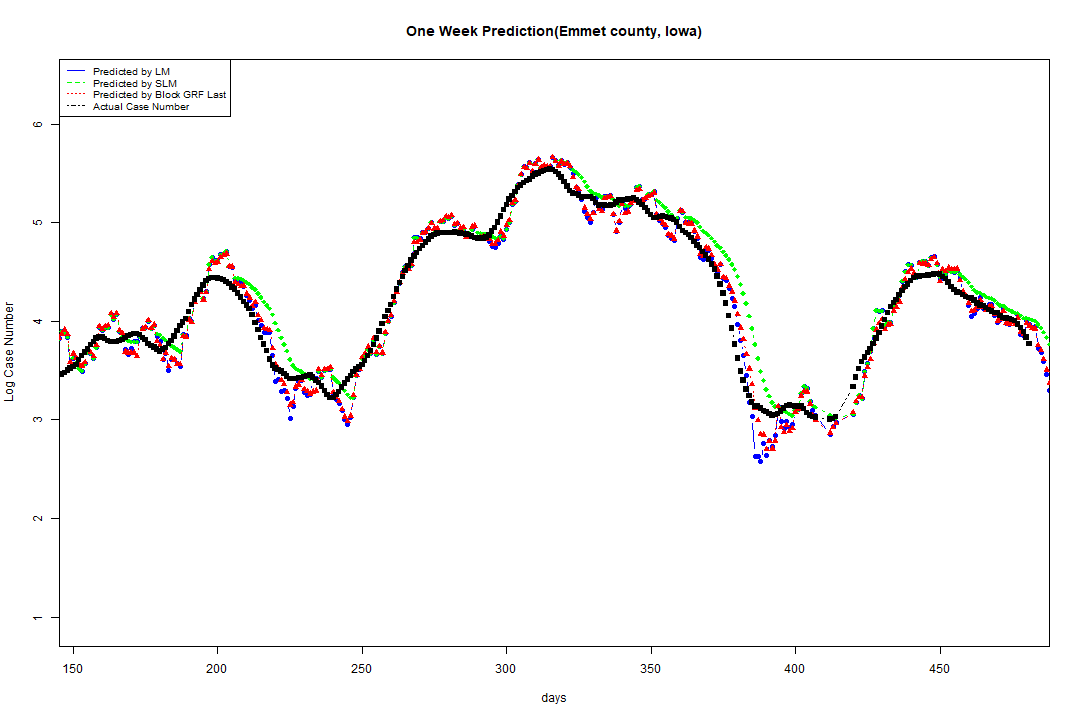 One Week Prediction(Emmet county, Iowa)
Predicted by LM
Predicted by SLM
Predicted by Block GRF Last
Actual Case Number
6
5
4
3
2
1
Log Case Number
150 200 250 300 350 400 450
days